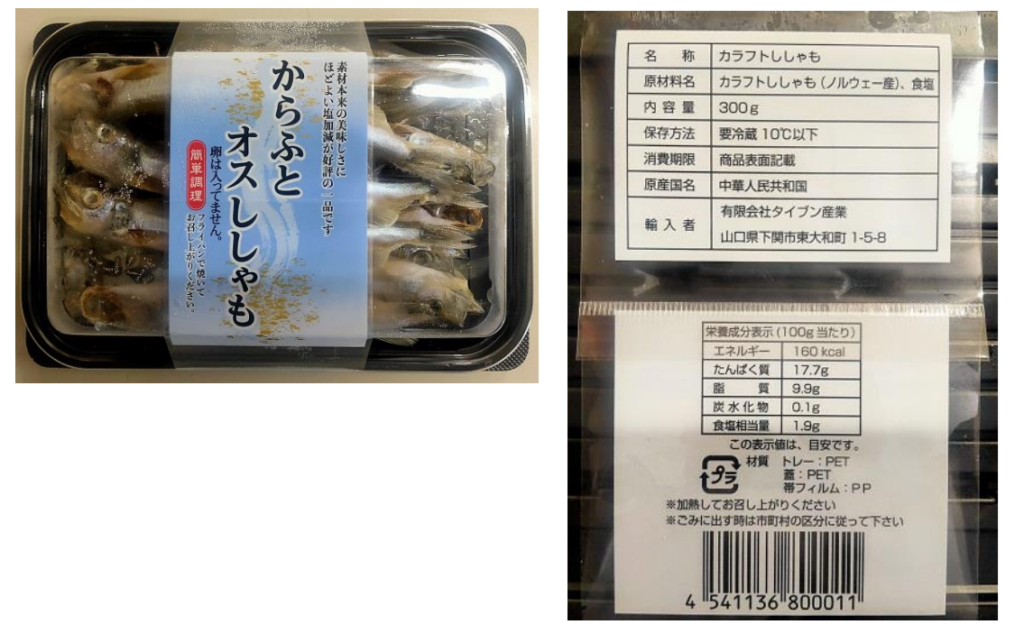 素材本来の美味しさに
ほどよい塩加減が好評の一品です
からふと
オスししゃも
卵は入ってません。
簡単調理
フライパンで焼いて
お召し上がりください。
名 称 カラフトししゃも
原材料名 カラフトししゃも（ノルウェー産）、食塩
内 容 量 300g
保存方法 要冷蔵 10℃以下
消費期限 商品表面記載
原産国名 中華人民共和国
輸 入 者 有限会社タイブン産業
山口県下関市東大和町 1-5-8
栄養成分表示（100g 当たり）
エネルギー 160 kcal
たんぱく質 17.7g
脂 質 9.9g
炭 水 化 物 0.1g
食塩相当量 1.9g
この表示値は、目安です。
プラ 材質 トレー：PET
蓋：PET
帯フィルム：PP
※加熱してお召し上がりください
※ごみに出す時は市町村の区分に従って下さい
4 541136 800011